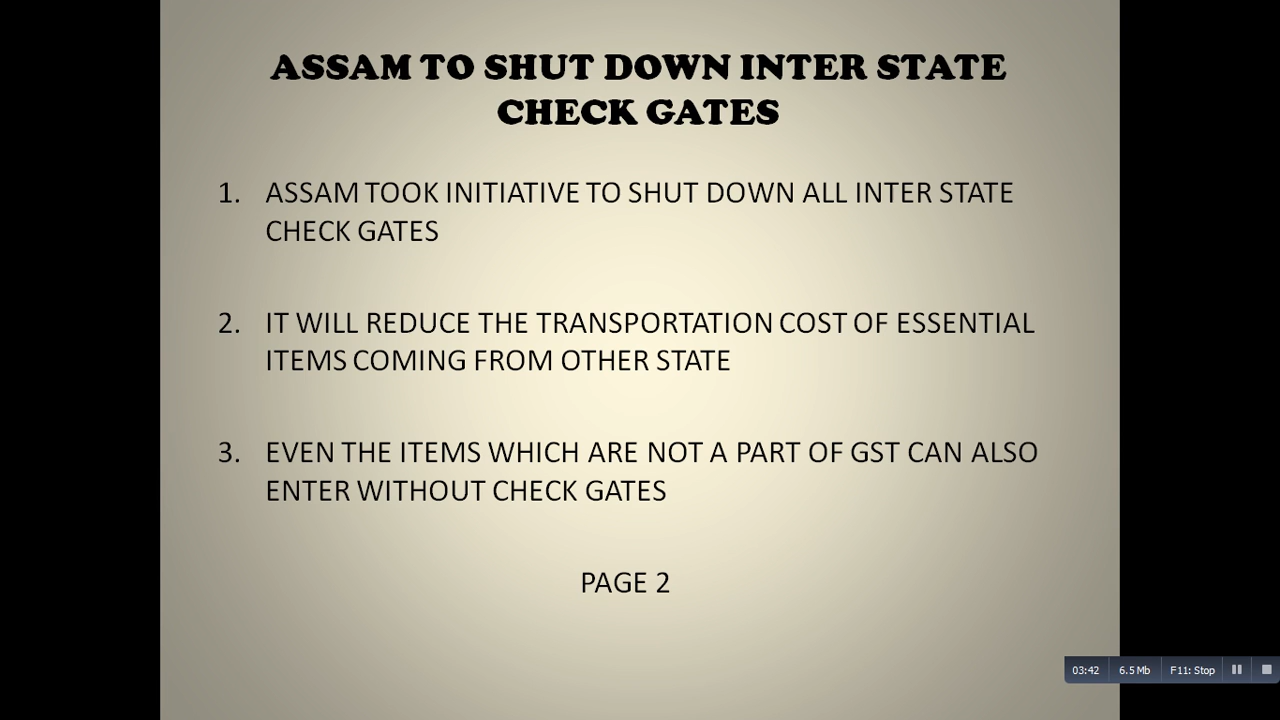 ASSAM TO SHUT DOWN INTER STATE
CHECK GATES
1. ASSAM TOOK INITIATIVE TO SHUT DOWN ALL INTER STATE
CHECK GATES
2. IT WILL REDUCE THE TRANSPORTATION COST OF ESSENTIAL
ITEMS COMING FROM OTHER STATE
3. EVEN THE ITEMS WHICH ARE NOT A PART OF GST CAN ALSO
ENTER WITHOUT CHECK GATES
PAGE 2
03:42 6.5 Mb F11: Stop